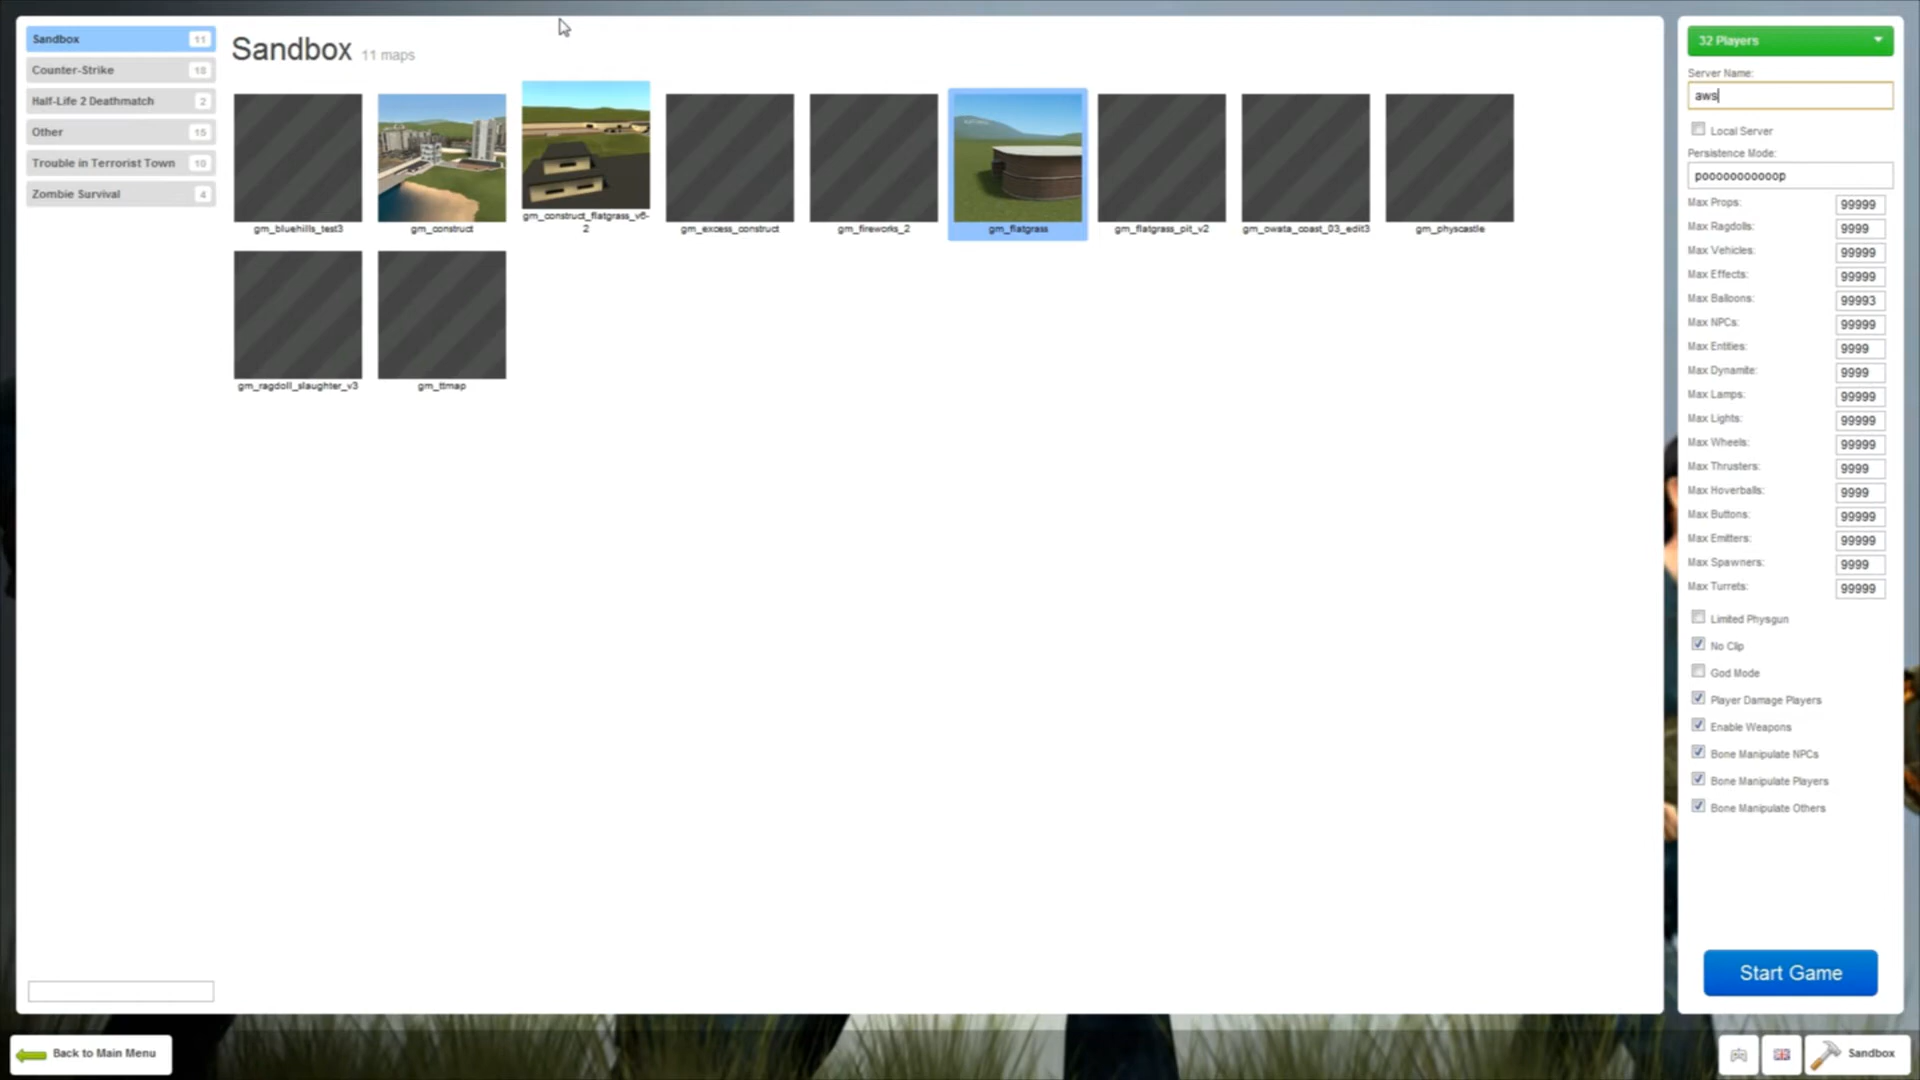 Sandbox 11
Counter-Strike 18
Half-Life 2 Deathmatch 2
Other 15
Trouble in Terrorist Town 10
Zombie Survival 4
Sandbox 11 maps
gm_bluehills_test3
gm_construct
gm_construct_flatgrass_v6-
2
gm_excess_construct
gm_fireworks_2
gm_flatgrass
gm_flatgrass_pit_v2
gm_owata_coast_03_edit3
gm_physcastle
gm_ragdoll_slaughter_v3
gm_ttmap
32 Players
Server Name:
aws
Local Server
Persistence Mode:
poooooooooop
Max Props: 99999
Max Ragdolls: 9999
Max Vehicles: 99999
Max Effects: 99999
Max Balloons: 99993
Max NPCs: 99999
Max Entities: 9999
Max Dynamite: 9999
Max Lamps: 99999
Max Lights: 99999
Max Wheels: 99999
Max Thrusters: 9999
Max Hoverballs: 9999
Max Buttons: 99999
Max Emitters: 99999
Max Spawners: 9999
Max Turrets: 99999
Limited Physgun
No Clip
God Mode
Player Damage Players
Enable Weapons
Bone Manipulate NPCs
Bone Manipulate Players
Bone Manipulate Others
Start Game
Back to Main Menu
Sandbox